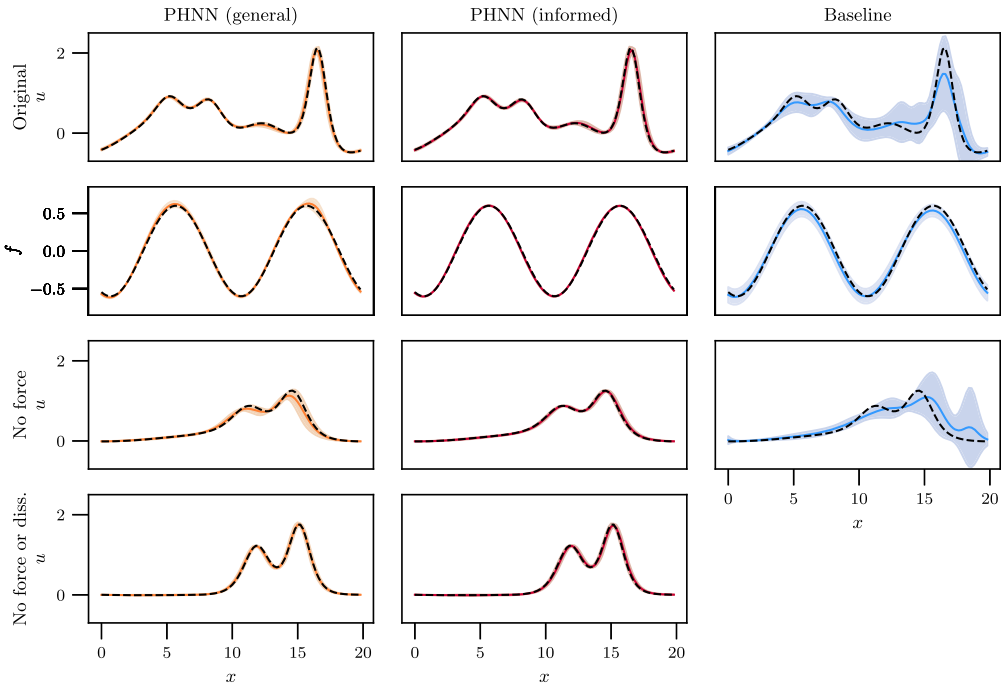 PHNN (general) PHNN (informed) Baseline
Original
u
2
0
f
0.5
0.0
−0.5
No force
u
2
0
0 5 10 15 20
x
No force or diss.
u
2
0
0 5 10 15 20
x
0 5 10 15 20
x